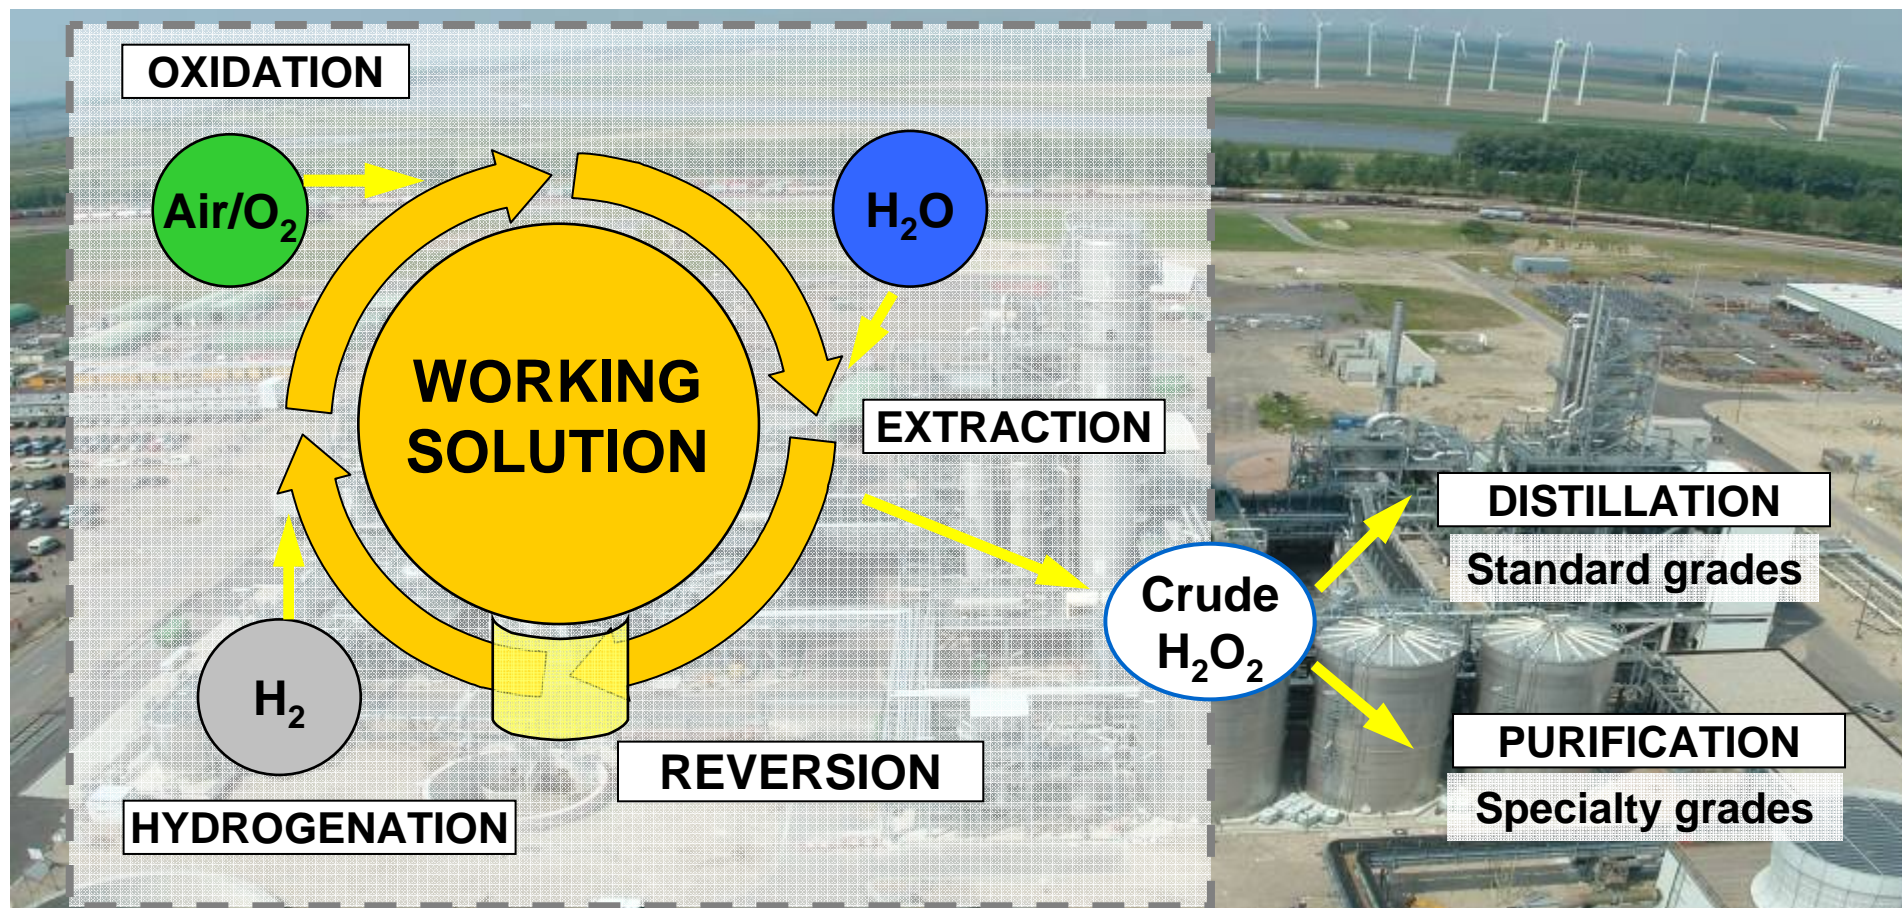 OXIDATION
Air/O₂
H₂O
WORKING
SOLUTION
EXTRACTION
DISTILLATION
Standard grades
Crude
H₂O₂
H₂
REVERSION
PURIFICATION
Specialty grades
HYDROGENATION